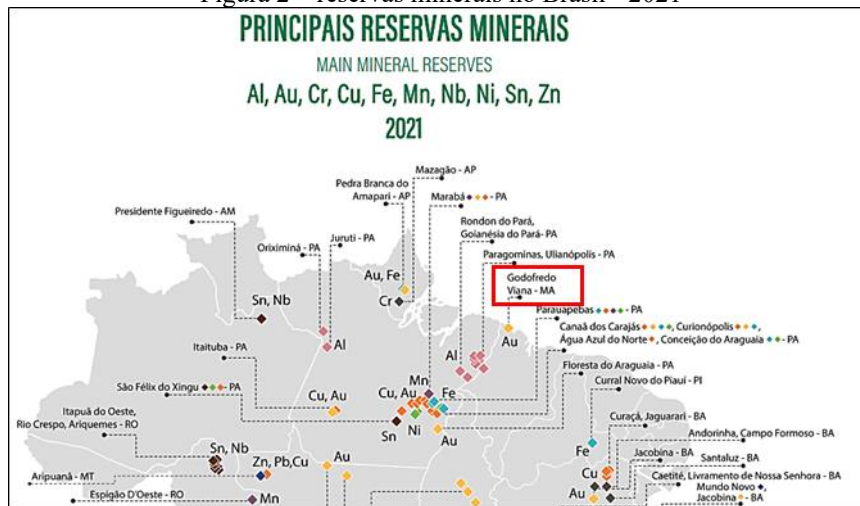 Figura 2 – reservas minerais no Brasil - 2021
PRINCIPAIS RESERVAS MINERAIS
MAIN MINERAL RESERVES
Al, Au, Cr, Cu, Fe, Mn, Nb, Ni, Sn, Zn
2021
Mazagão - AP
Pedra Branca do
Amapari - AP
Marabá - PA
Presidente Figueiredo - AM
Rondon do Pará,
Goianésia do Pará- PA
Oriximiná - PA
Juruti - PA
Paragominas, Ulianópolis - PA
Godofredo
Viana - MA
Au, Fe
Cr
Sn, Nb
Parauapebas - PA
Canaã dos Carajás, Curionópolis,
Água Azul do Norte, Conceição do Araguaia - PA
Au
Al
Al
Itaituba - PA
Floresta do Araguaia - PA
São Félix do Xingu - PA
Curral Novo do Piauí - PI
Mn
Cu, Au
Fe
Cu, Au
Sn
Ni
Au
Itapuã do Oeste,
Rio Crespo, Ariquemes - RO
Curaçá, Jaguarari - BA
Andorinha, Campo Formoso - BA
Fe
Sn, Nb
Jacobina - BA
Santaluz - BA
Aripuanã - MT
Zn, Pb,Cu
Au
Cu
Caetité, Livramento de Nossa Senhora - BA
Mundo Novo,
Jacobina - BA
Espigão D'Oeste - RO
Mn
Au